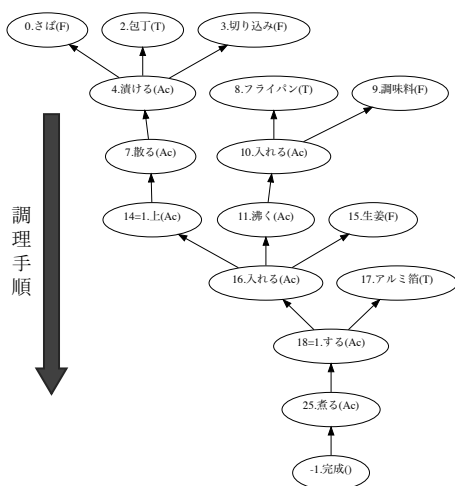 0.さば(F)
2.包丁(T)
3.切り込み(F)
4.漬ける(Ac)
8.フライパン(T)
9.調味料(F)
7.散る(Ac)
10.入れる(Ac)
14=1.上(Ac)
11.沸く(Ac)
15.生姜(F)
16.入れる(Ac)
17.アルミ箔(T)
18=1.する(Ac)
25.煮る(Ac)
-1.完成()
調理手順